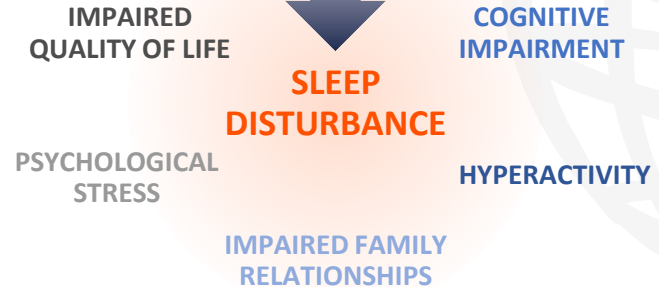 IMPAIRED
QUALITY OF LIFE
COGNITIVE
IMPAIRMENT
SLEEP
DISTURBANCE
PSYCHOLOGICAL
STRESS
HYPERACTIVITY
IMPAIRED FAMILY
RELATIONSHIPS